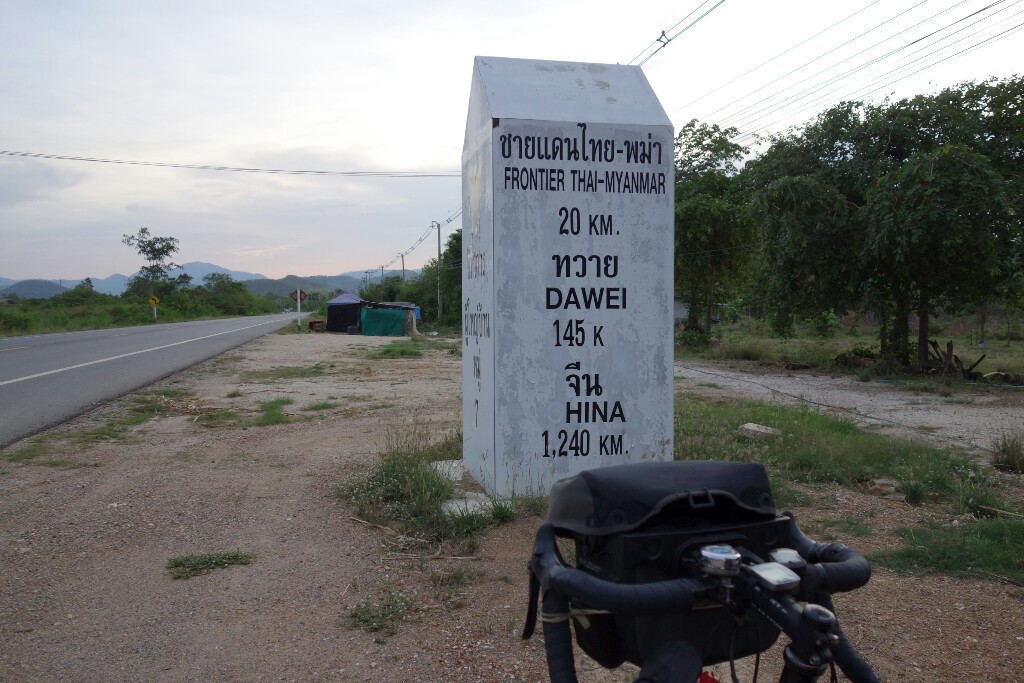 ชายแดนไทย-พม่า
FRONTIER THAI-MYANMAR
20 KM.
ทวาย
DAWEI
145 K
จีน
HINA
1,240 KM.